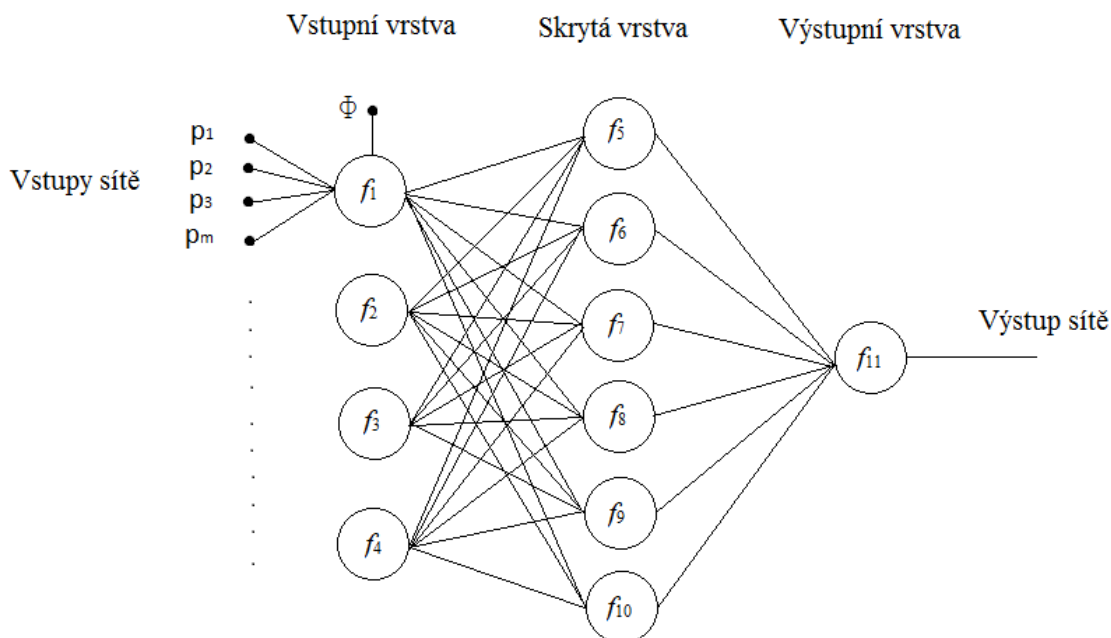 Vstupní vrstva
Skrytá vrstva
Výstupní vrstva
Φ
Vstupy sítě
p1
p2
p3
pm
f1
f2
f3
f4
f5
f6
f7
f8
f9
f10
f11
Výstup sítě